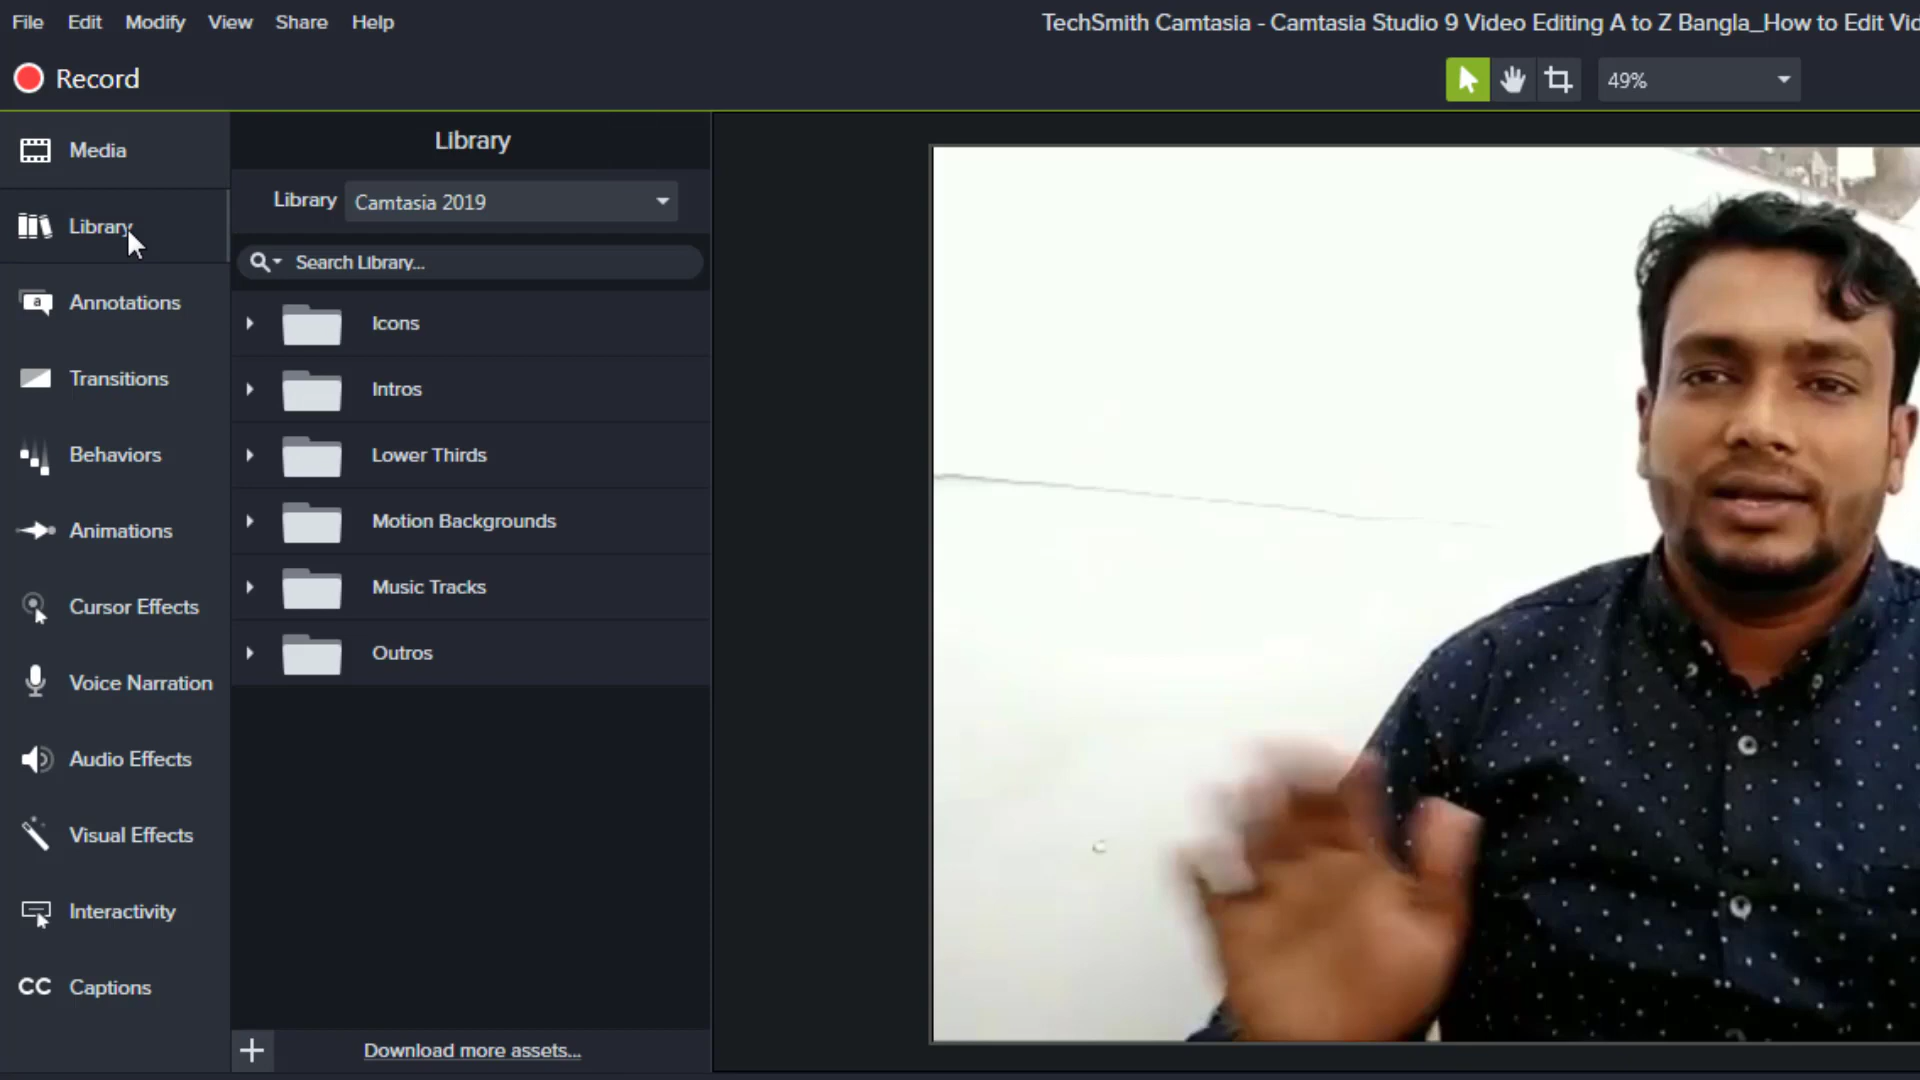 File Edit Modify View Share Help
TechSmith Camtasia - Camtasia Studio 9 Video Editing A to Z Bangla_How to Edit Vid
Record
49%
Media
Library
Annotations
Transitions
Behaviors
Animations
Cursor Effects
Voice Narration
Audio Effects
Visual Effects
Interactivity
CC Captions
Library
Library Camtasia 2019
Search Library...
Icons
Intros
Lower Thirds
Motion Backgrounds
Music Tracks
Outros
Download more assets...